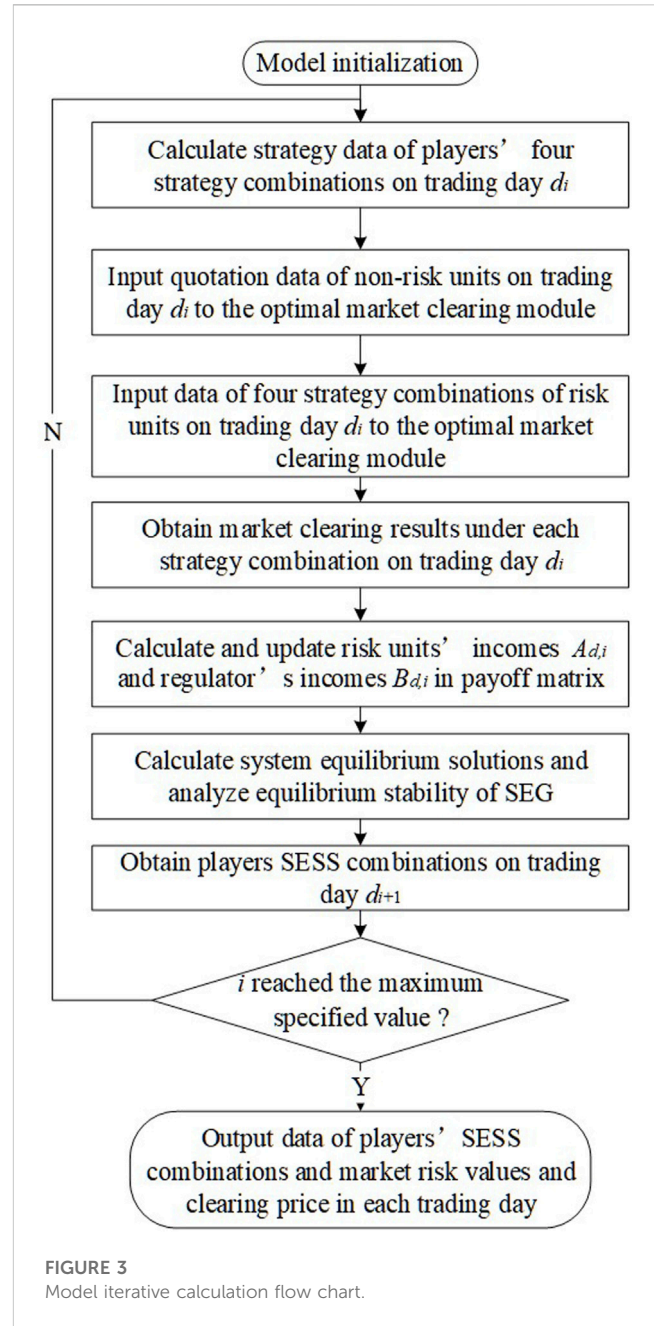 Model initialization
Calculate strategy data of players’ four
strategy combinations on trading day di
Input quotation data of non-risk units on trading
day di to the optimal market clearing module
Input data of four strategy combinations of risk
units on trading day di to the optimal market
clearing module
N
Obtain market clearing results under each
strategy combination on trading day di
Calculate and update risk units’ incomes Ad,i
and regulator’ s incomes Bd,i in payoff matrix
Calculate system equilibrium solutions and
analyze equilibrium stability of SEG
Obtain players SESS combinations on trading
day di+1
i reached the maximum
specified value ?
Y
Output data of players’ SESS
combinations and market risk values and
clearing price in each trading day
FIGURE 3
Model iterative calculation flow chart.